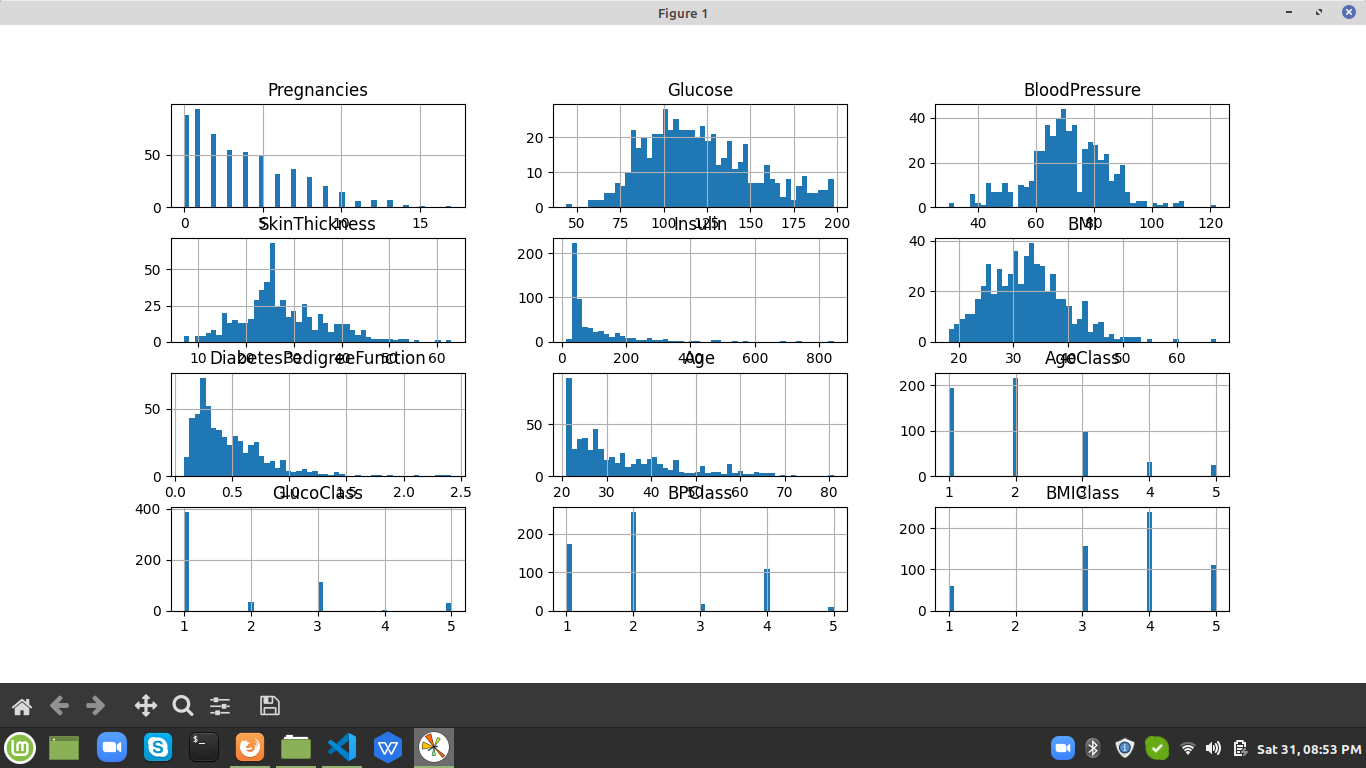 Figure 1
Pregnancies Glucose BloodPressure
50
0
0 5 10 15
20
10
0
50 75 100 125 150 175 200
40
20
0
40 60 80 100 120
SkinThickness Insulin BMI
50
25
0
10 20 30 40 50 60
200
100
0
0 200 400 600 800
40
20
0
20 30 40 50 60
DiabetesPedigreeFunction Age AgeClass
50
0
0.0 0.5 1.0 1.5 2.0 2.5
50
0
20 30 40 50 60 70 80
200
100
0
1 2 3 4 5
GlucoClass BPClass BMIClass
400
200
0
1 2 3 4 5
200
100
0
1 2 3 4 5
200
100
0
1 2 3 4 5
Sat 31, 08:53 PM